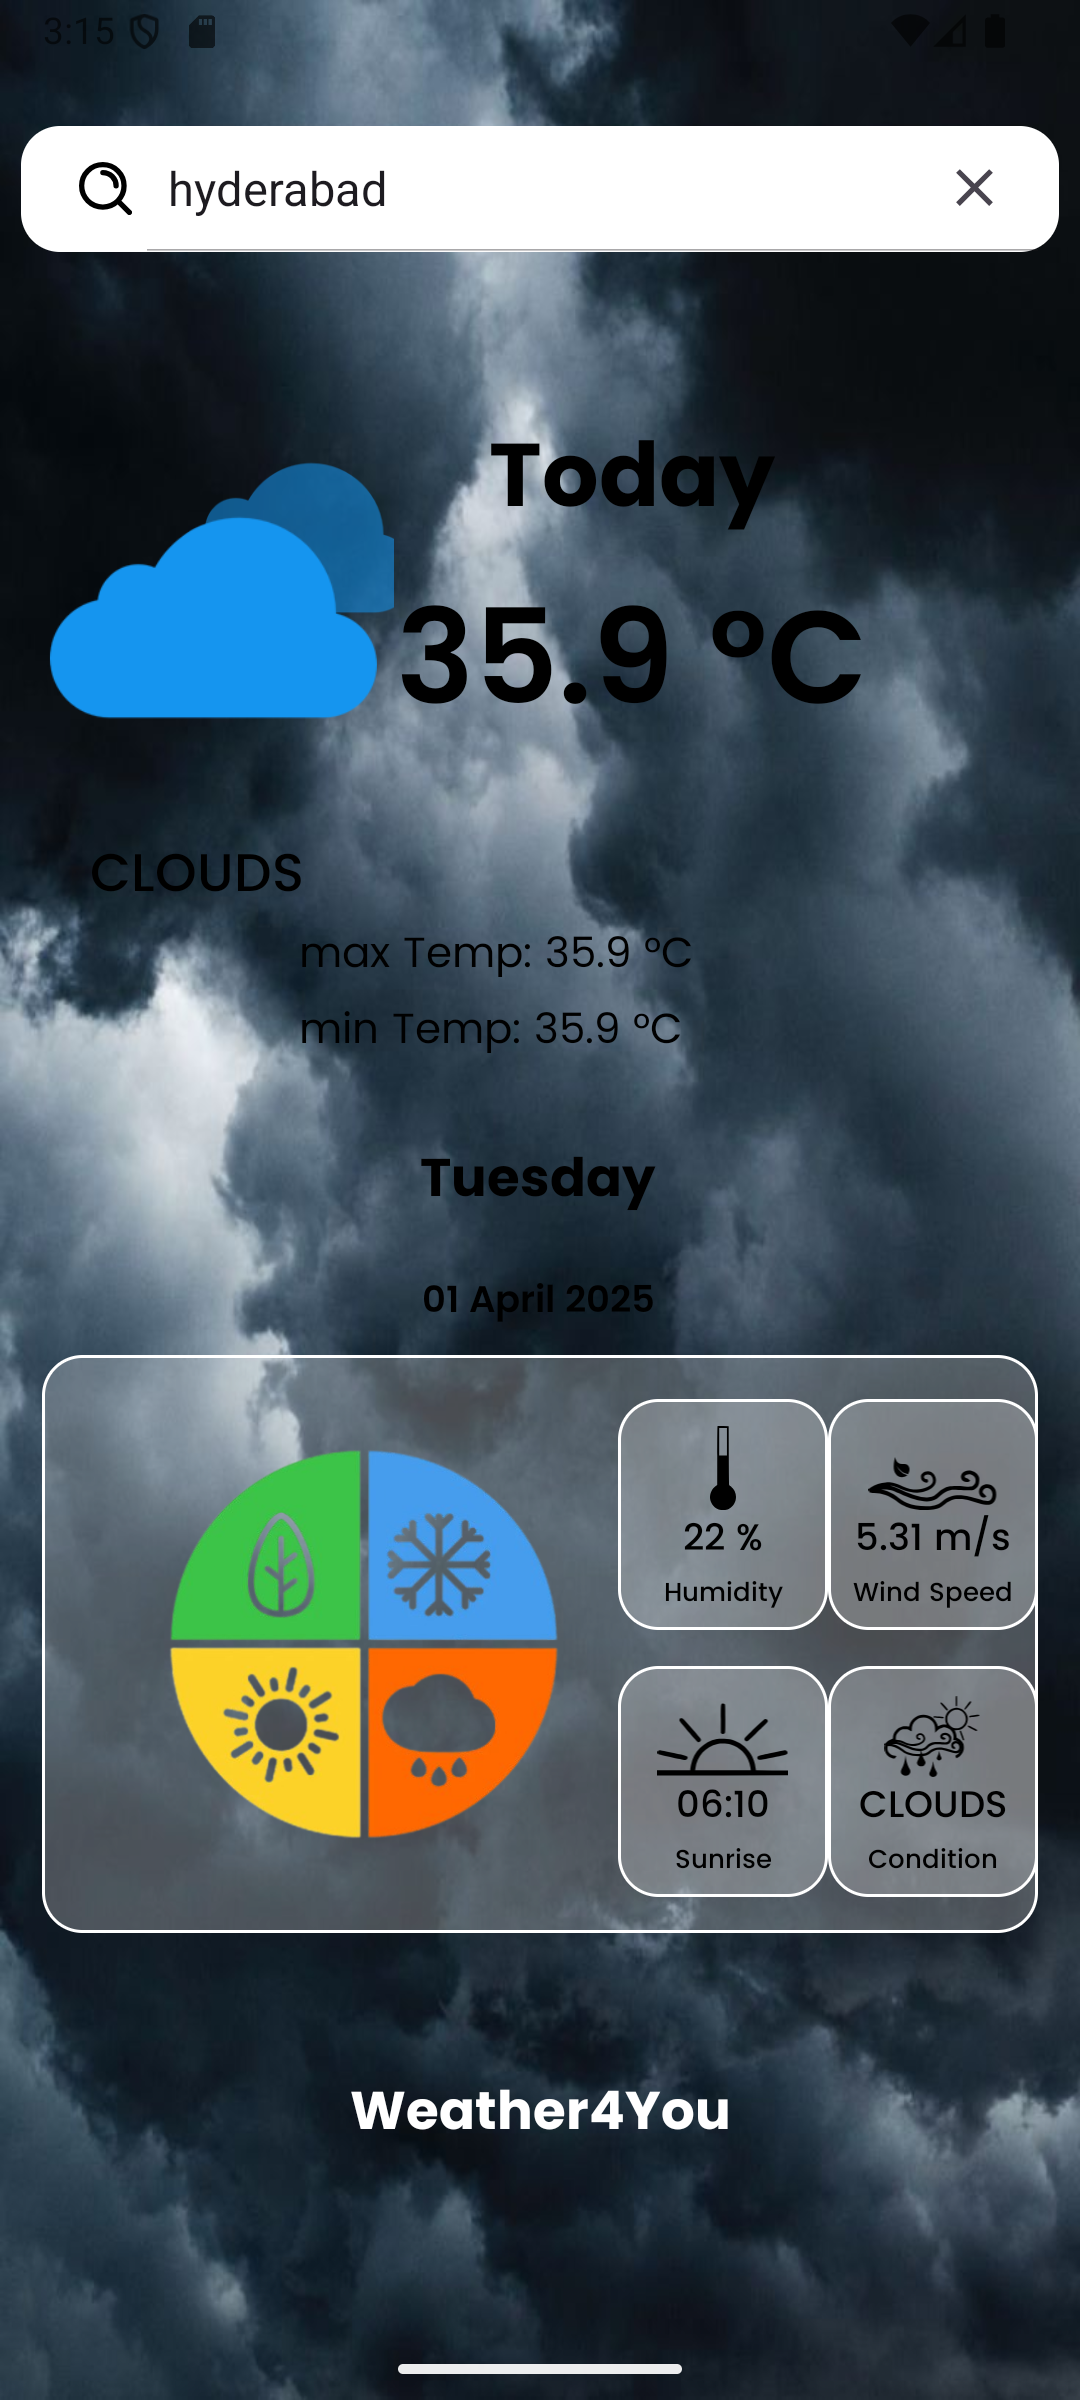 3:15
hyderabad
Today
35.9 °C
CLOUDS
max Temp: 35.9 °C
min Temp: 35.9 °C
Tuesday
01 April 2025
22 %
Humidity
5.31 m/s
Wind Speed
06:10
Sunrise
CLOUDS
Condition
Weather4You